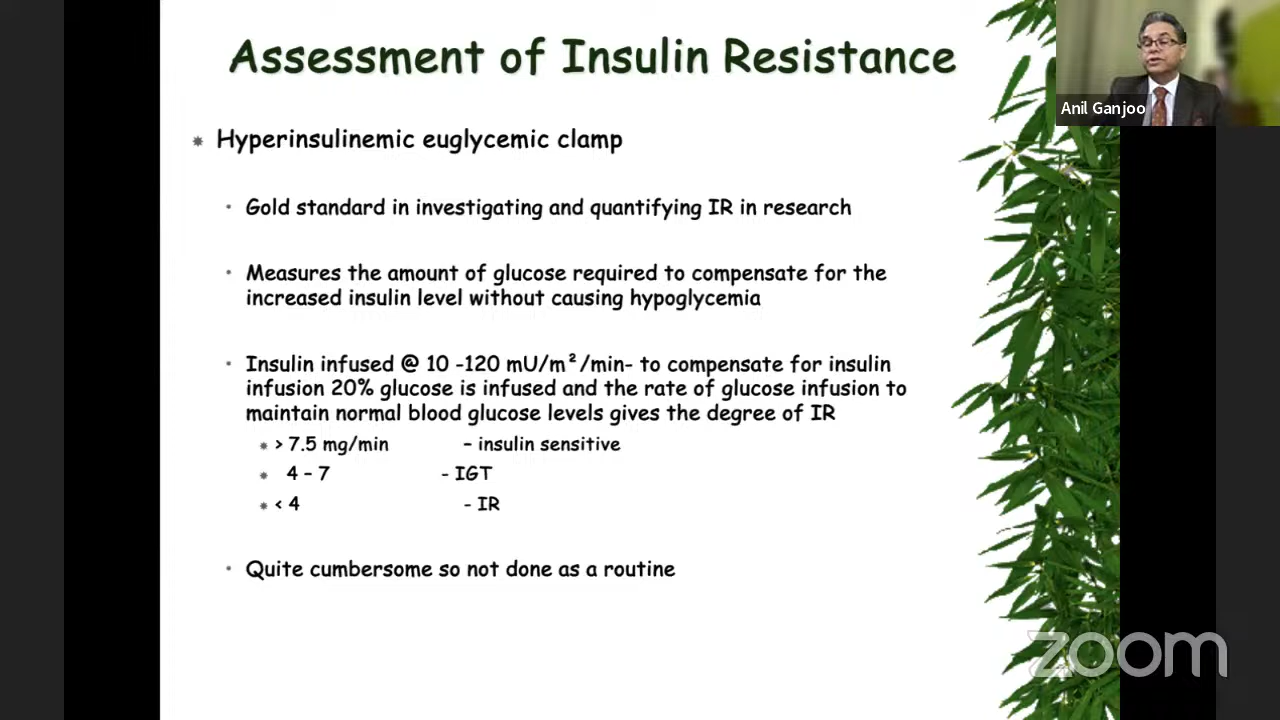 Assessment of Insulin Resistance
Anil Ganjoo
Hyperinsulinemic euglycemic clamp
Gold standard in investigating and quantifying IR in research
Measures the amount of glucose required to compensate for the
increased insulin level without causing hypoglycemia
Insulin infused @ 10 -120 mU/m²/min- to compensate for insulin
infusion 20% glucose is infused and the rate of glucose infusion to
maintain normal blood glucose levels gives the degree of IR
> 7.5 mg/min – insulin sensitive
4 – 7 - IGT
< 4 - IR
Quite cumbersome so not done as a routine
zoom